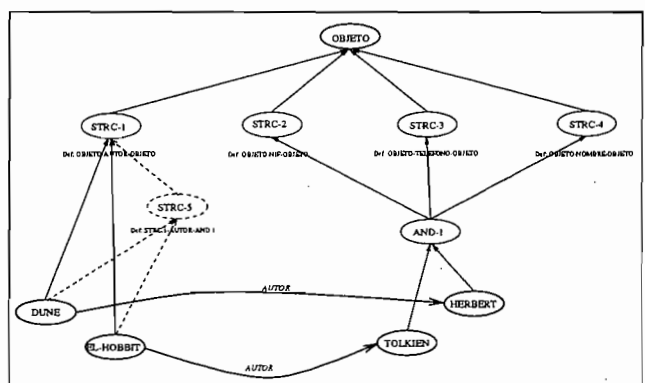 OBJETO
STRC-1
STRC-2
STRC-3
STRC-4
Def. OBJETO-AUTOR-OBJETO
Def. OBJETO-NIF-OBJETO
Def. OBJETO-TELEFONO-OBJETO
Def. OBJETO-NOMBRE-OBJETO
STRC-5
Def. STRC-1-AUTOR-AND-1
AND-1
AUTOR
HERBERT
DUNE
EL-HOBBIT
TOLKIEN
AUTOR